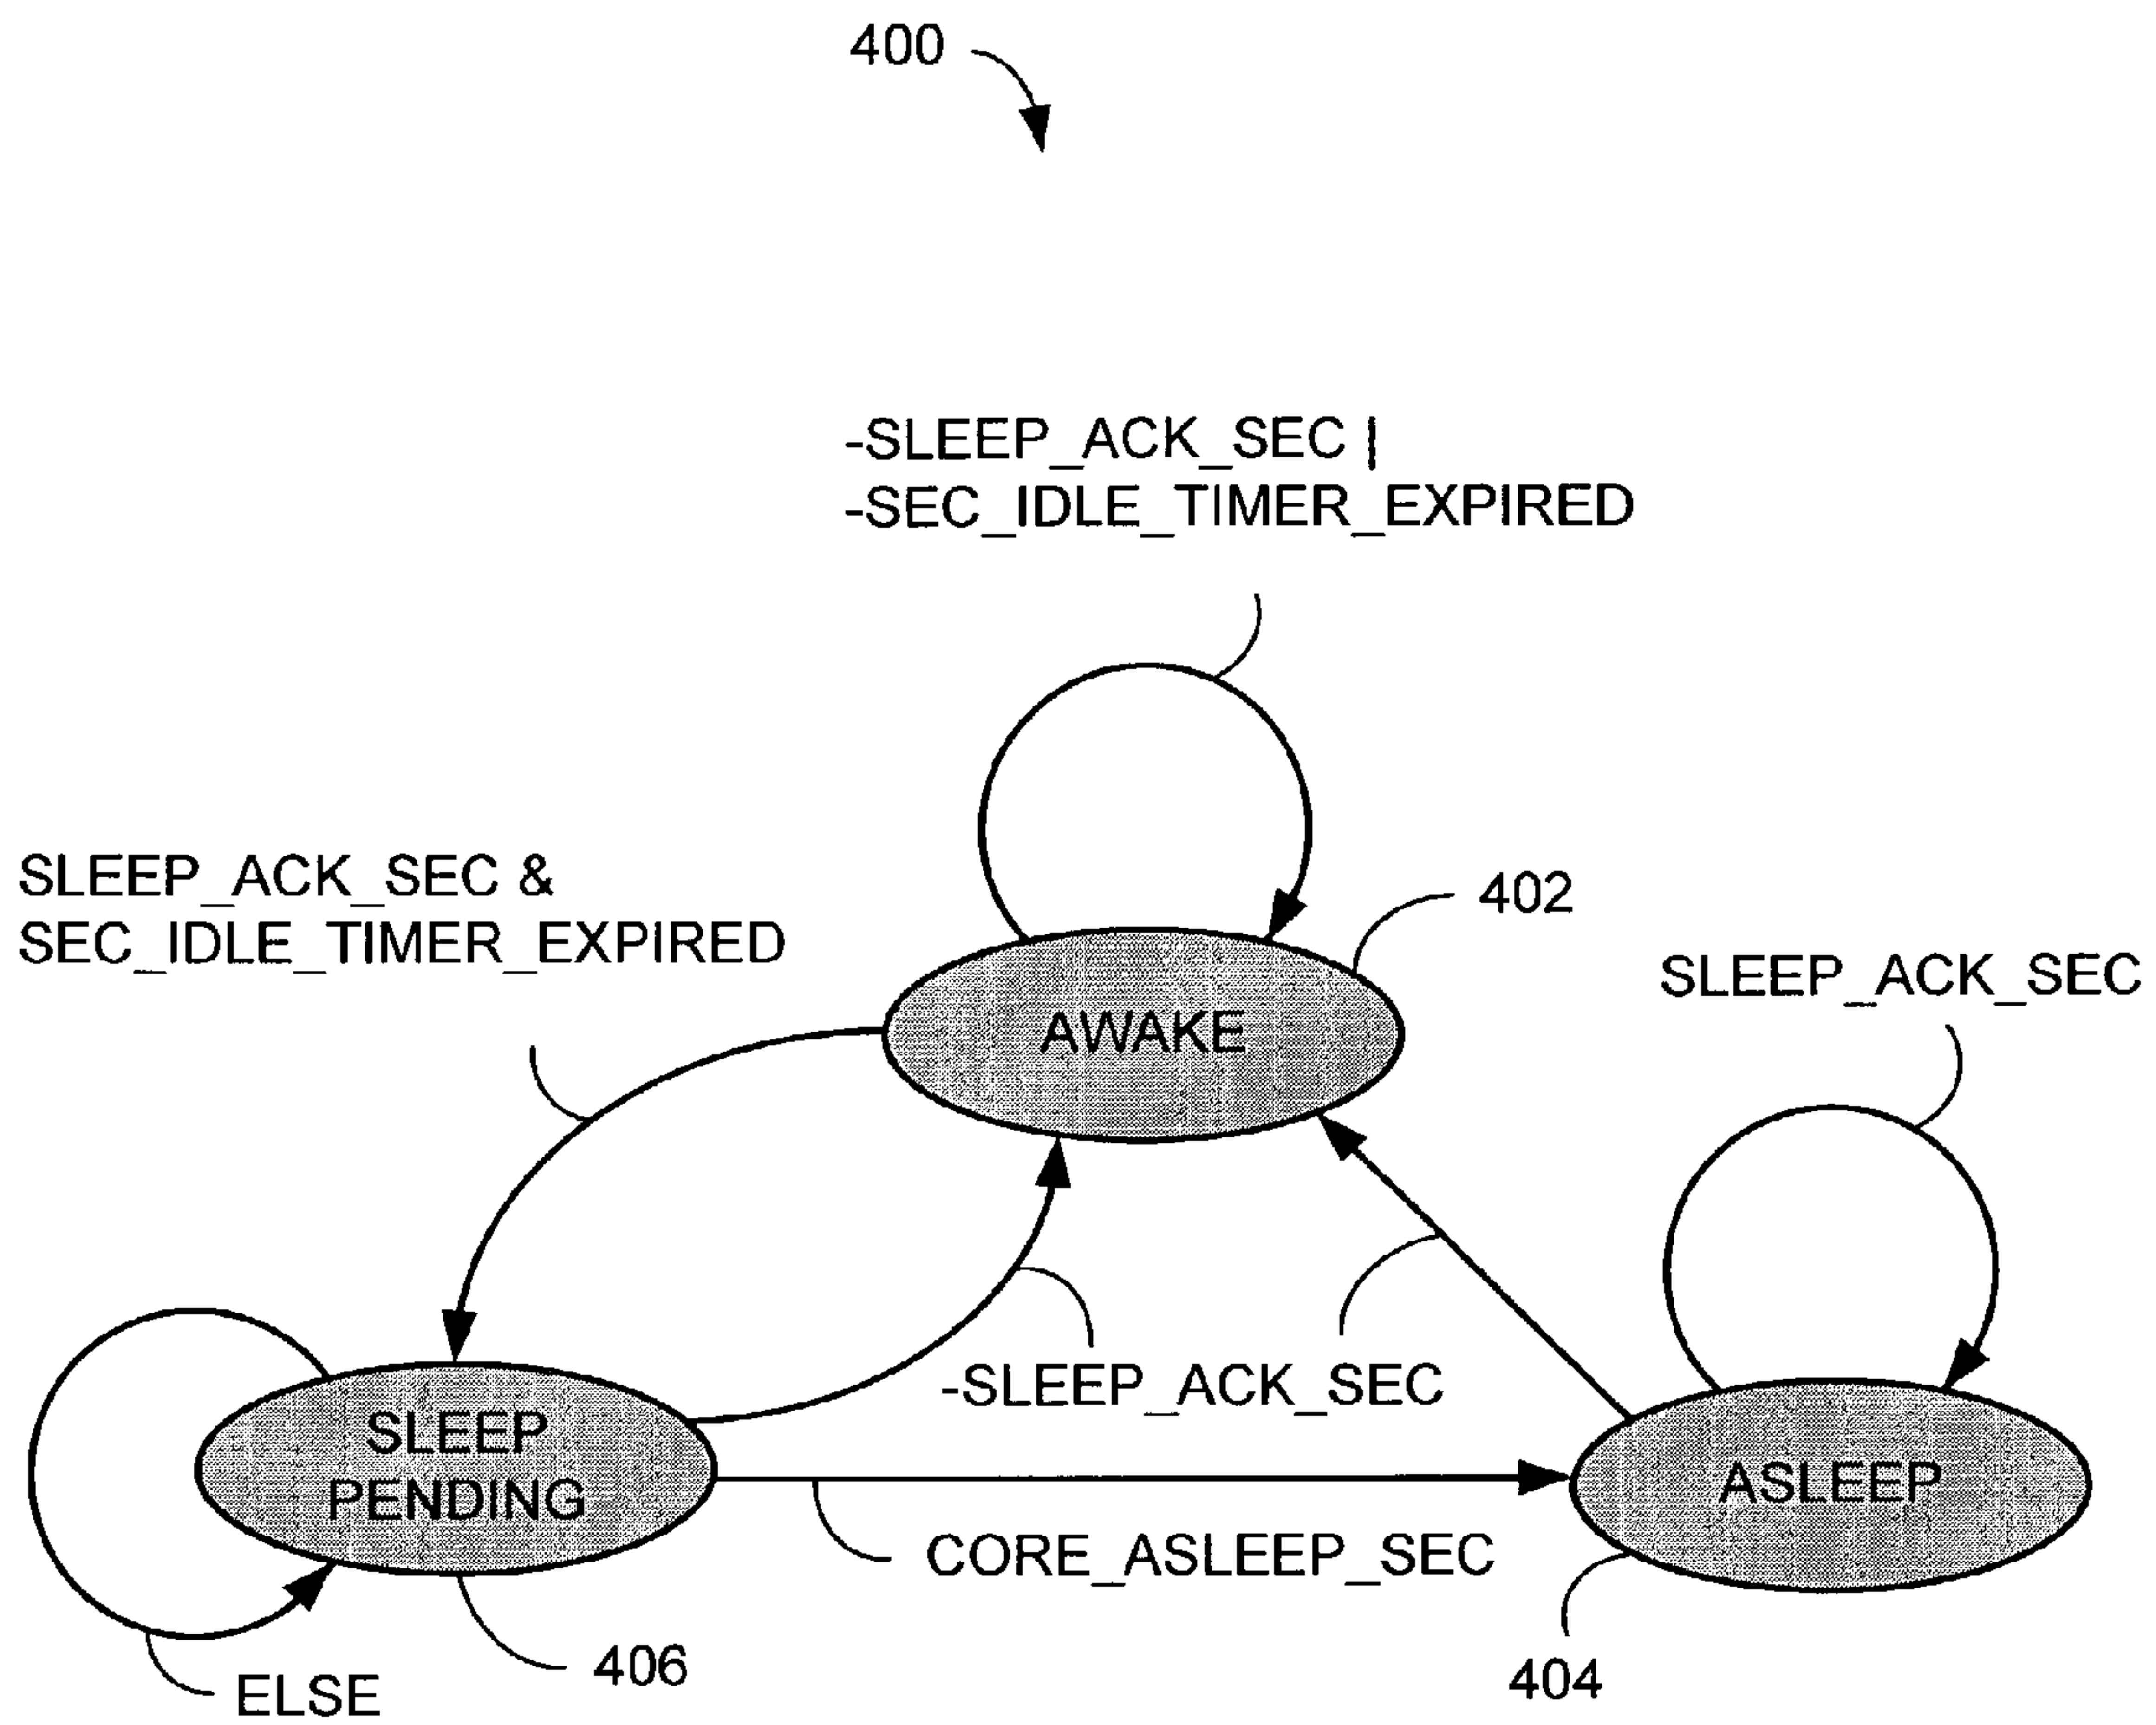 400
-SLEEP_ACK_SEC |
-SEC_IDLE_TIMER_EXPIRED
SLEEP_ACK_SEC &
SEC_IDLE_TIMER_EXPIRED
402
SLEEP_ACK_SEC
AWAKE
-SLEEP_ACK_SEC
SLEEP
PENDING
ASLEEP
CORE_ASLEEP_SEC
406
404
ELSE